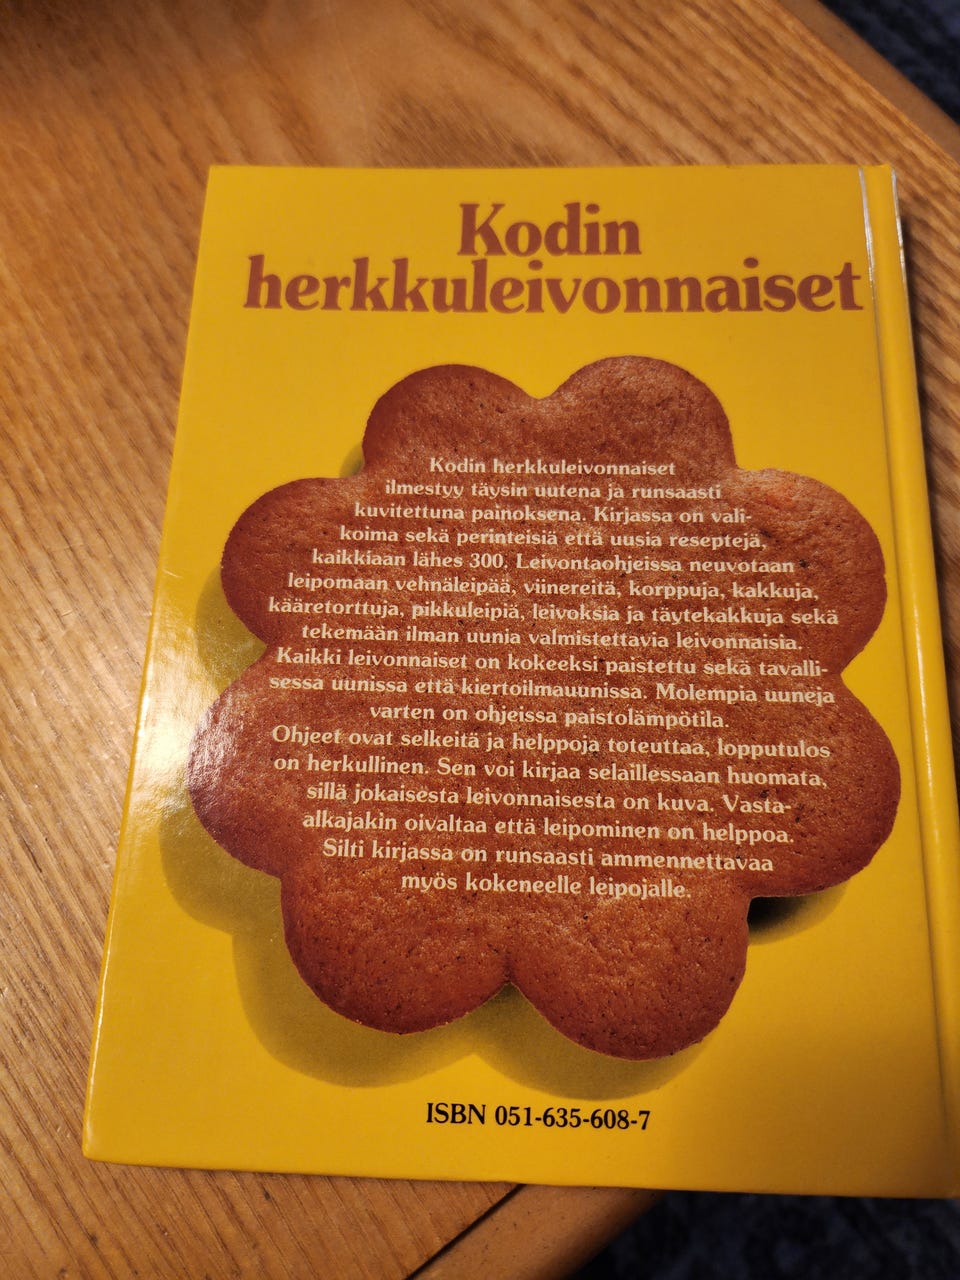 Kodin
herkkuleivonnaiset
Kodin herkkuleivonnaiset
ilmestyy täysin uutena ja runsaasti
kuvitettuna painoksena. Kirjassa on vali-
koima sekä perinteisiä että uusia reseptejä,
kaikkiaan lähes 300. Leivontaohjeissa neuvotaan
leipomaan vehnäleipää, viinereitä, korppuja, kakkuja,
kääretorttuja, pikkuleipiä, leivoksia ja täytekakkuja sekä
tekemään ilman uunia valmistettavia leivonnaisia.
Kaikki leivonnaiset on kokeeksi paistettu sekä tavalli-
sessa uunissa että kiertoilmauunissa. Molempia uuneja
varten on ohjeissa paistolämpötila.
Ohjeet ovat selkeitä ja helppoja toteuttaa, lopputulos
on herkullinen. Sen voi kirjaa selaillessaan huomata,
sillä jokaisesta leivonnaisesta on kuva. Vasta-
alkajakin oivaltaa että leipominen on helppoa.
Silti kirjassa on runsaasti ammennettavaa
myös kokeneelle leipojalle.
ISBN 051-635-608-7